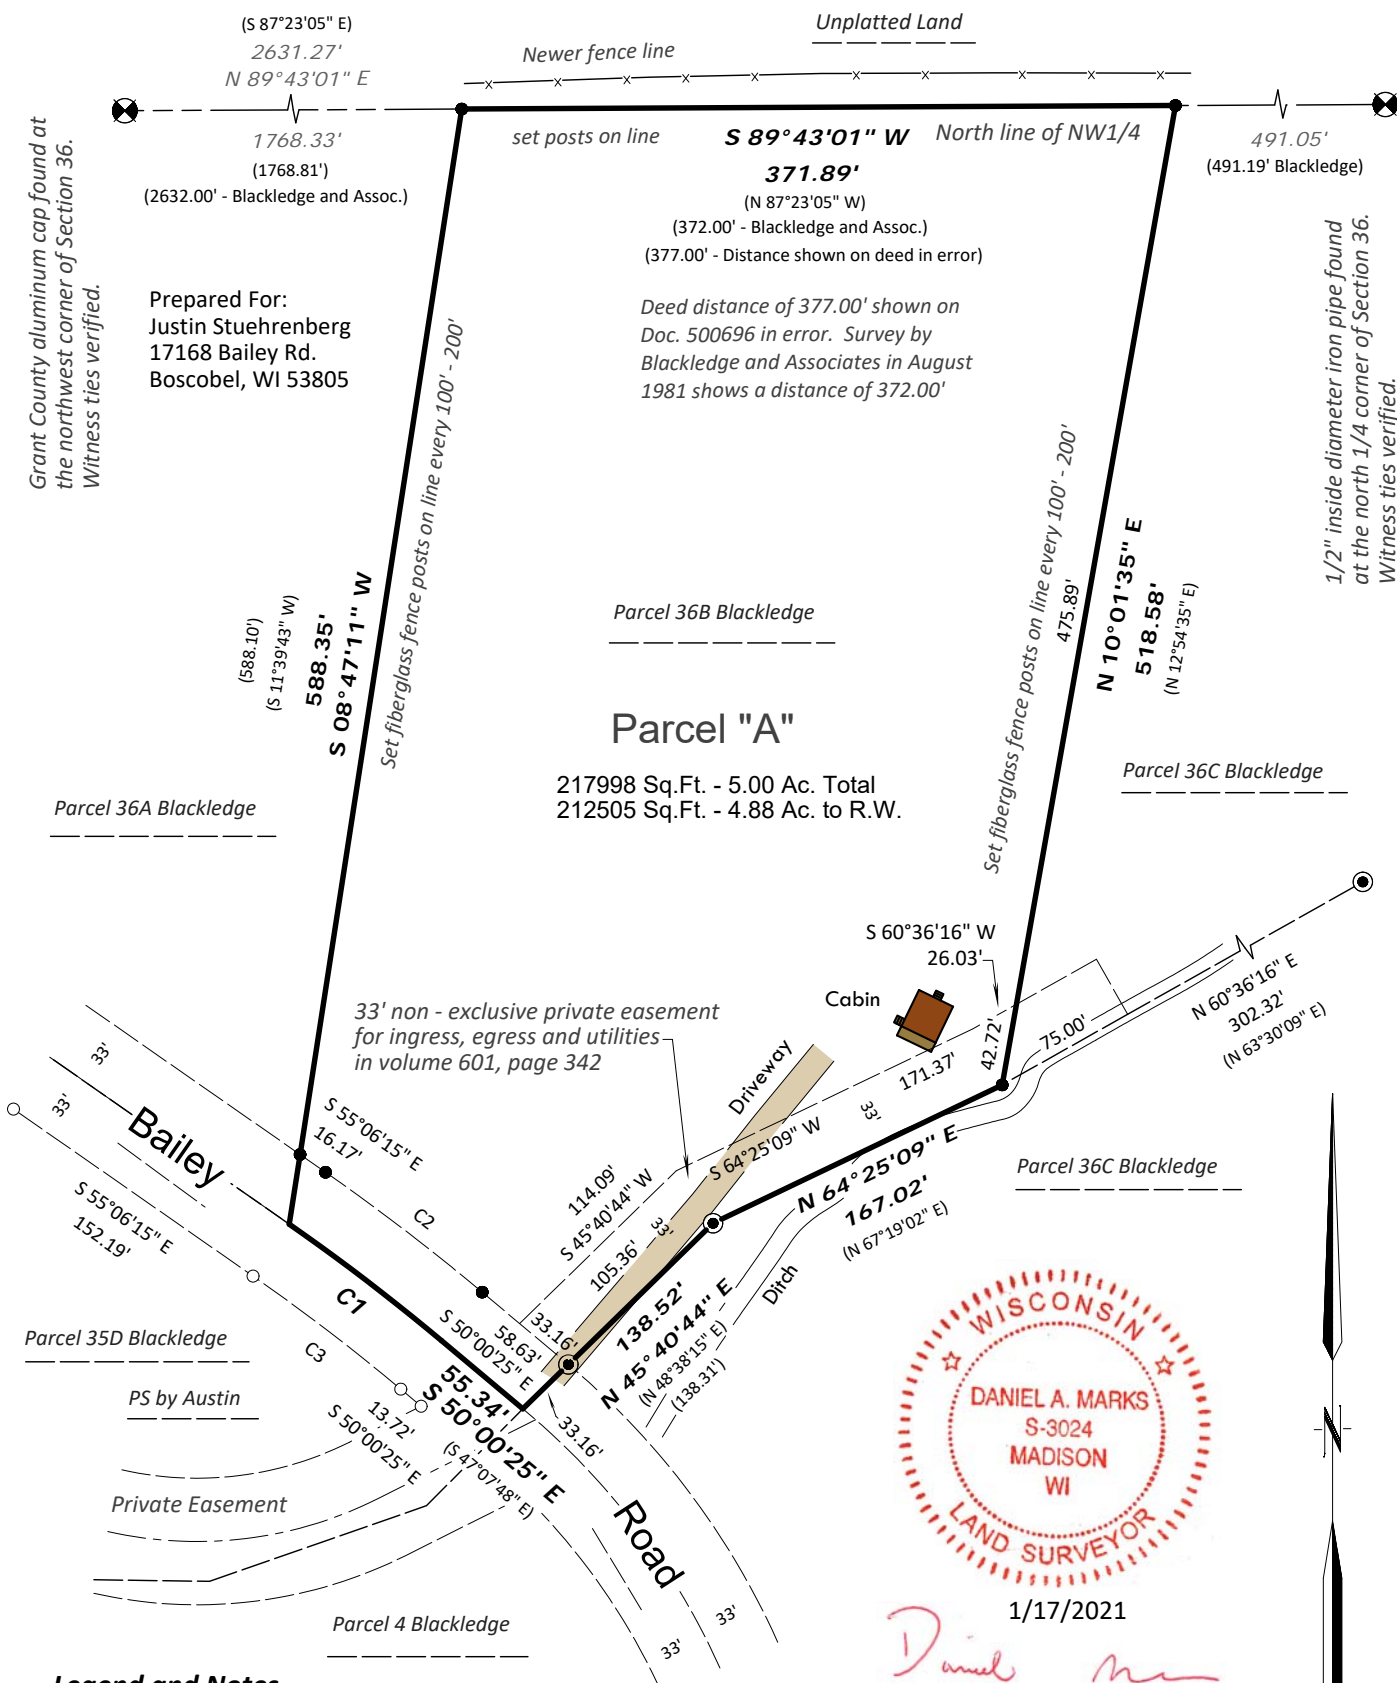 (S 87°23'05" E)
2631.27'
N 89°43'01" E
Newer fence line
Unplatted Land
1768.33'
(1768.81')
(2632.00' - Blackledge and Assoc.)
set posts on line
S 89°43'01" W
North line of NW1/4
371.89'
(N 87°23'05" W)
(372.00' - Blackledge and Assoc.)
(377.00' - Distance shown on deed in error)
491.05'
(491.19' Blackledge)
Grant County aluminum cap found at
the northwest corner of Section 36.
Witness ties verified.
1/2" inside diameter iron pipe found
at the north 1/4 corner of Section 36.
Witness ties verified.
Prepared For:
Justin Stuehrenberg
17168 Bailey Rd.
Boscobel, WI 53805
Deed distance of 377.00' shown on
Doc. 500696 in error. Survey by
Blackledge and Associates in August
1981 shows a distance of 372.00'
(588.10')
(S 11°39'43" W)
588.35'
S 08°47'11" W
Set fiberglass fence posts on line every 100' - 200'
Parcel 36B Blackledge
Set fiberglass fence posts on line every 100' - 200'
475.89'
N 10°01'35" E
518.58'
(N 12°54'35" E)
Parcel "A"
217998 Sq.Ft. - 5.00 Ac. Total
212505 Sq.Ft. - 4.88 Ac. to R.W.
Parcel 36A Blackledge
Parcel 36C Blackledge
S 60°36'16" W
26.03'
Cabin
33' non - exclusive private easement
for ingress, egress and utilities
in volume 601, page 342
Driveway
171.37'
42.72'
75.00'
N 60°36'16" E
302.32'
(N 63°30'09" E)
33'
33'
Bailey
S 55°06'15" E
16.17'
C2
S 55°06'15" E
152.19'
114.09'
S 45°40'44" W
105.36'
33'
S 64°25'09" W
33'
N 64°25'09" E
167.02'
(N 67°19'02" E)
Parcel 36C Blackledge
Ditch
C1
C3
S 50°00'25" E
58.63'
33.16'
138.52'
N 45°40'44" E
(N 48°38'15" E)
(138.31')
Parcel 35D Blackledge
PS by Austin
13.72'
S 50°00'25" E
55.34'
S 50°00'25" E
(S 47°07'48" E)
33.16'
Private Easement
Road
33'
33'
Parcel 4 Blackledge
WISCONSIN
DANIEL A. MARKS
S-3024
MADISON
WI
LAND SURVEYOR
1/17/2021
Daniel
N
Legend and Notes